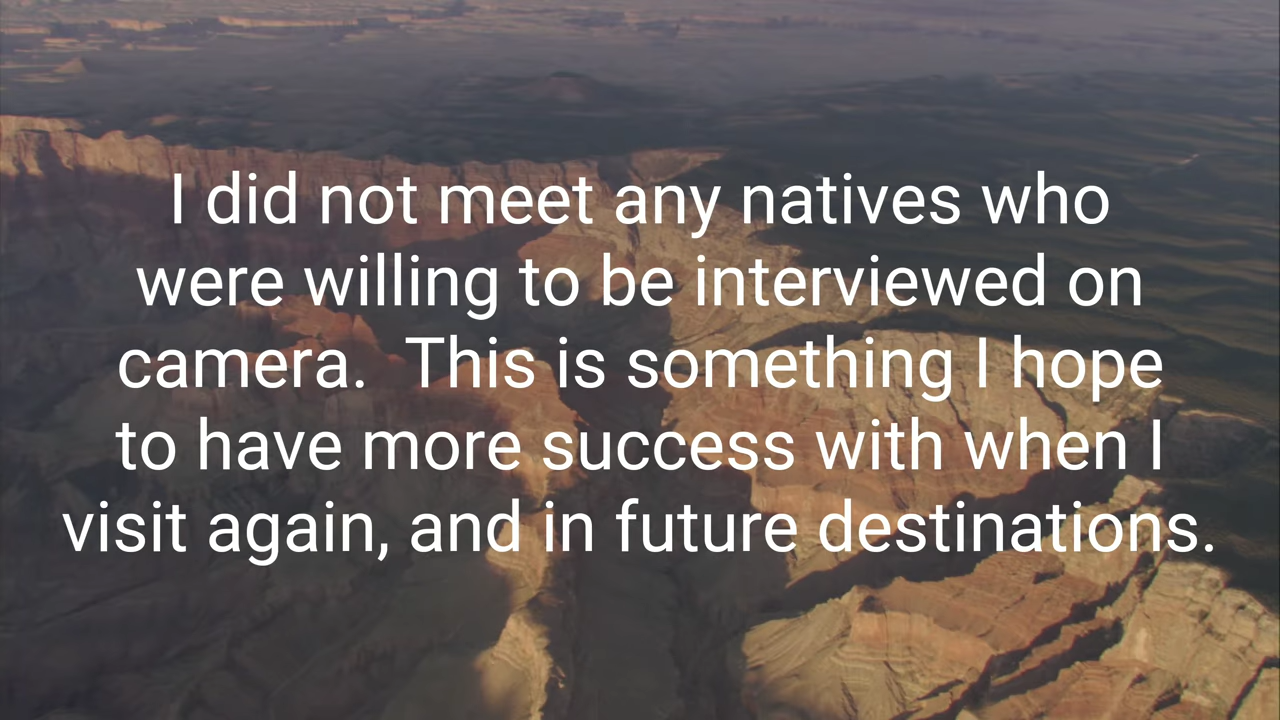 I did not meet any natives who
were willing to be interviewed on
camera.  This is something I hope
to have more success with when I
visit again, and in future destinations.